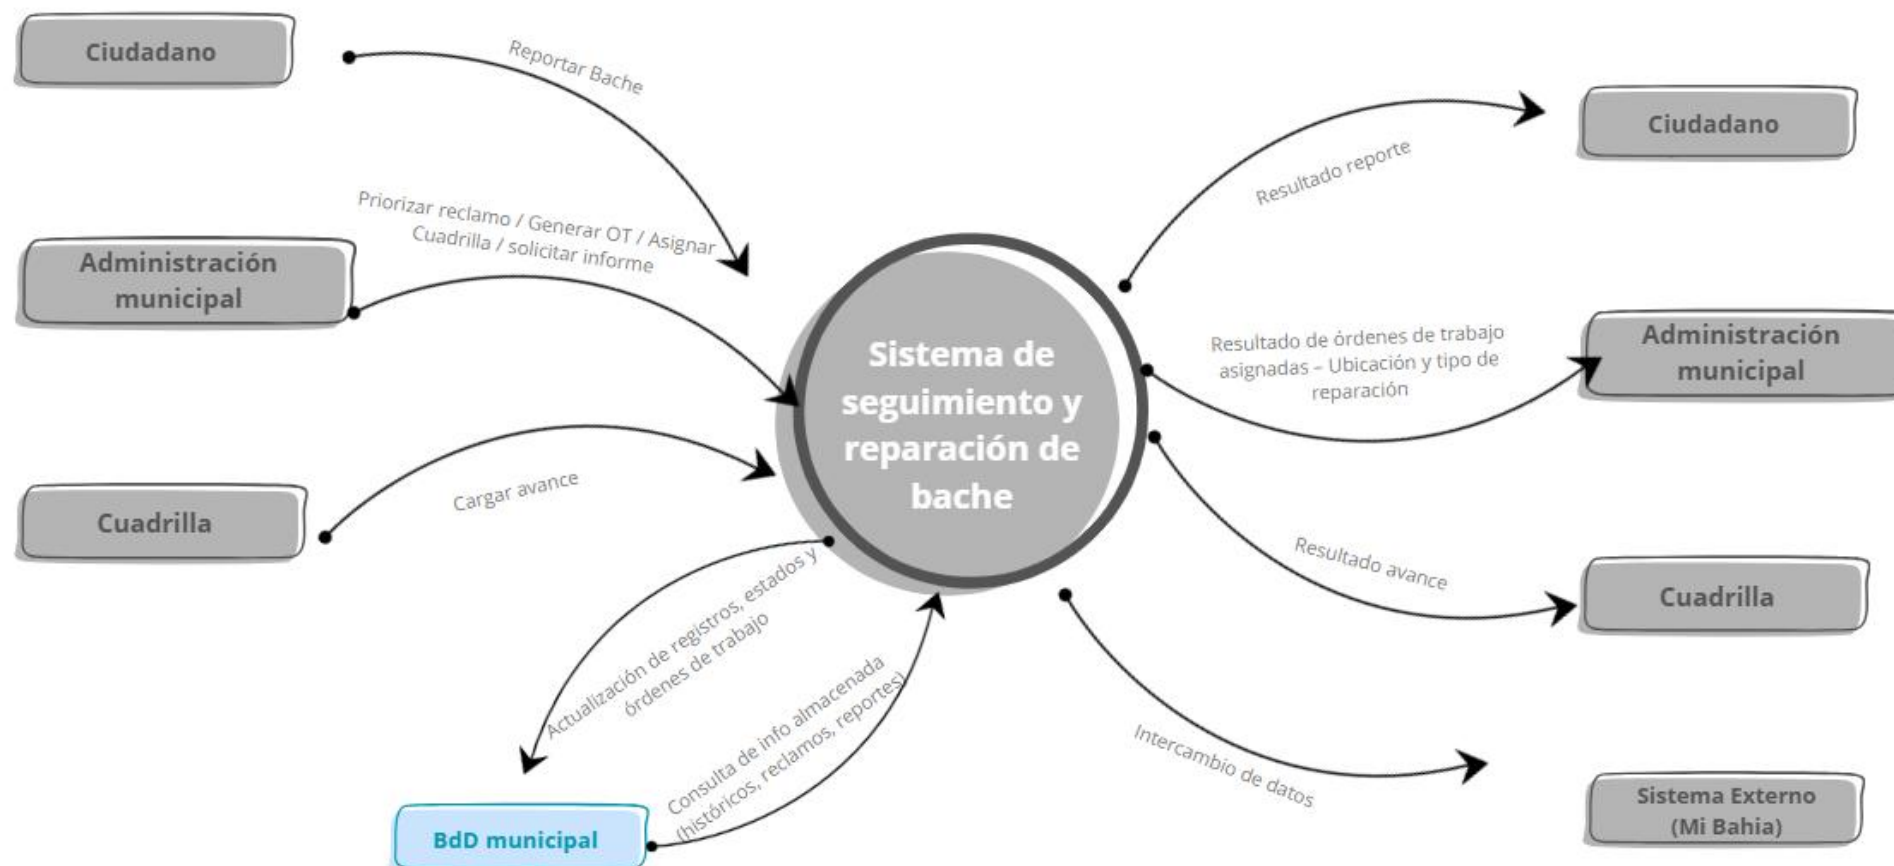 Ciudadano
Reportar Bache
Ciudadano
Resultado reporte
Priorizar reclamo / Generar OT / Asignar
Cuadrilla / solicitar informe
Administración
municipal
Sistema de
seguimiento y
reparación de
bache
Resultado de órdenes de trabajo
asignadas – Ubicación y tipo de
reparación
Administración
municipal
Cuadrilla
Cargar avance
Resultado avance
Cuadrilla
Actualización de registros, estados y
órdenes de trabajo
Consulta de info almacenada
(históricos, reclamos, reportes)
Intercambio de datos
BdD municipal
Sistema Externo
(Mi Bahia)